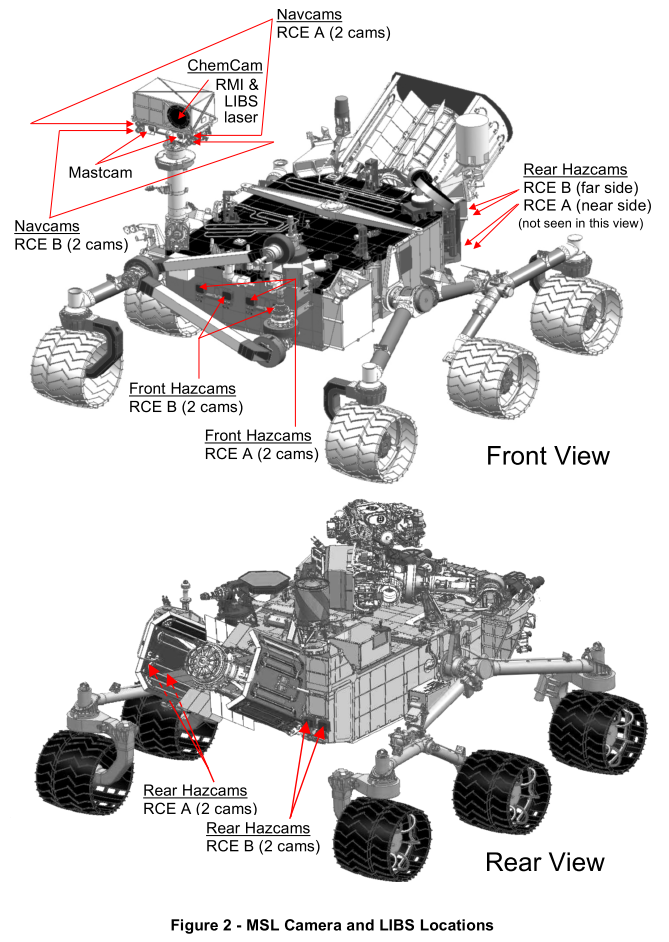 Navcams
RCE A (2 cams)
ChemCam
RMI &
LIBS
laser
Mastcam
Rear Hazcams
RCE B (far side)
RCE A (near side)
(not seen in this view)
Navcams
RCE B (2 cams)
Front Hazcams
RCE B (2 cams)
Front Hazcams
RCE A (2 cams)
Front View
Rear Hazcams
RCE A (2 cams)
Rear Hazcams
RCE B (2 cams)
Rear View
Figure 2 - MSL Camera and LIBS Locations